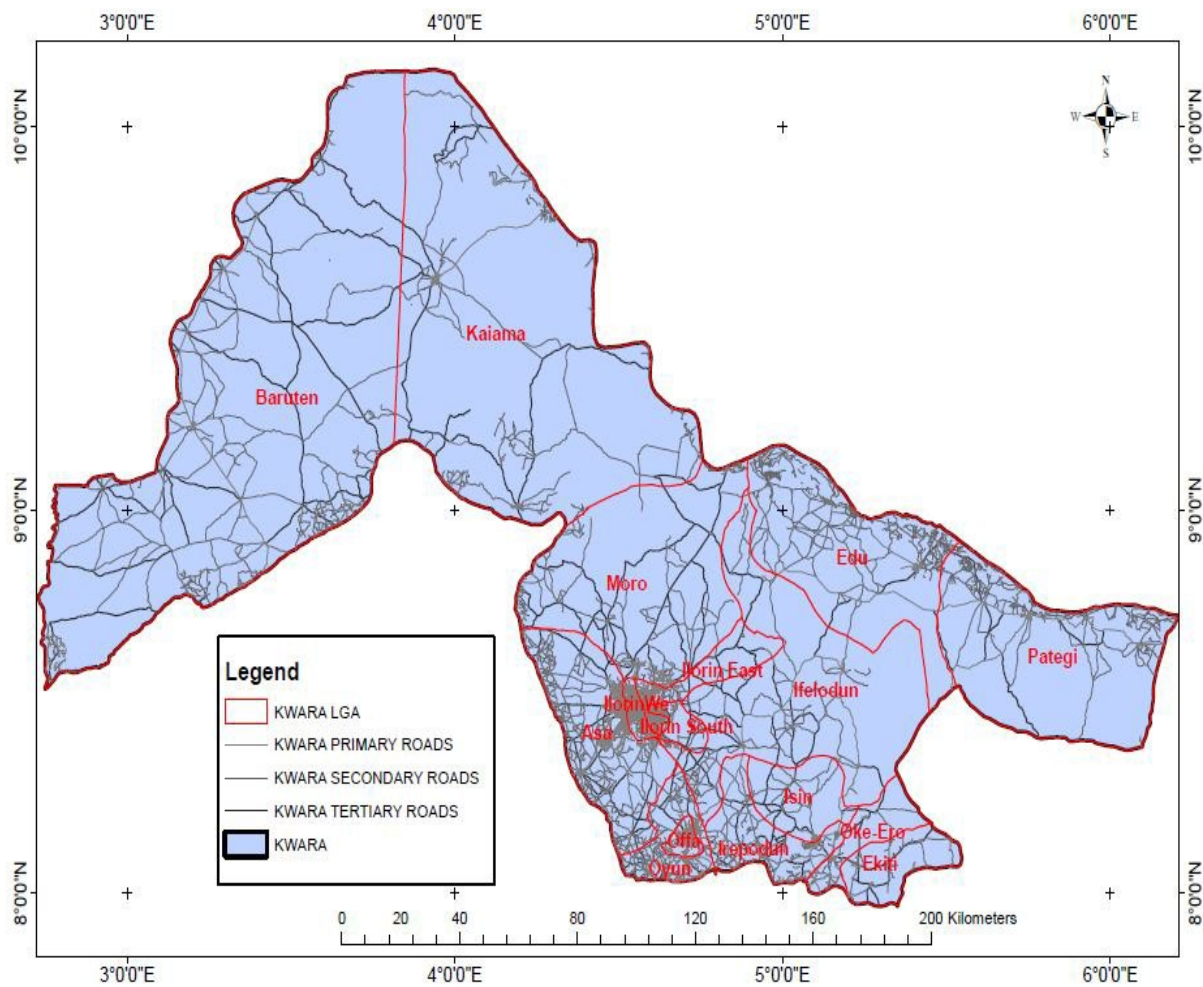 3°0'0"E 4°0'0"E 5°0'0"E 6°0'0"E
N
W E
S
10°0'0"N 10°0'0"N
Kaiama
Baruten
9°0'0"N 9°0'0"N
Edu
Moro
Pategi
Ilorin East
Ifelodun
IlorinWe
Ilorin South
Asa
Isin
Oke-Ero
Offa
Irepodun
Ekiti
Oyun
8°0'0"N 8°0'0"N
Legend
KWARA LGA
KWARA PRIMARY ROADS
KWARA SECONDARY ROADS
KWARA TERTIARY ROADS
KWARA
0 20 40 80 120 160 200 Kilometers
3°0'0"E 4°0'0"E 5°0'0"E 6°0'0"E